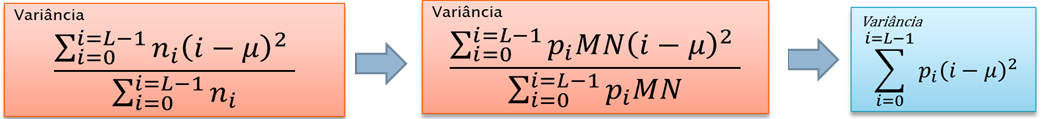 Variância
∑_{i=0}^{i=L−1} n_i(i − μ)^2
∑_{i=0}^{i=L−1} n_i
Variância
∑_{i=0}^{i=L−1} p_i MN(i − μ)^2
∑_{i=0}^{i=L−1} p_i MN
Variância
i=L−1
∑ p_i(i − μ)^2
i=0